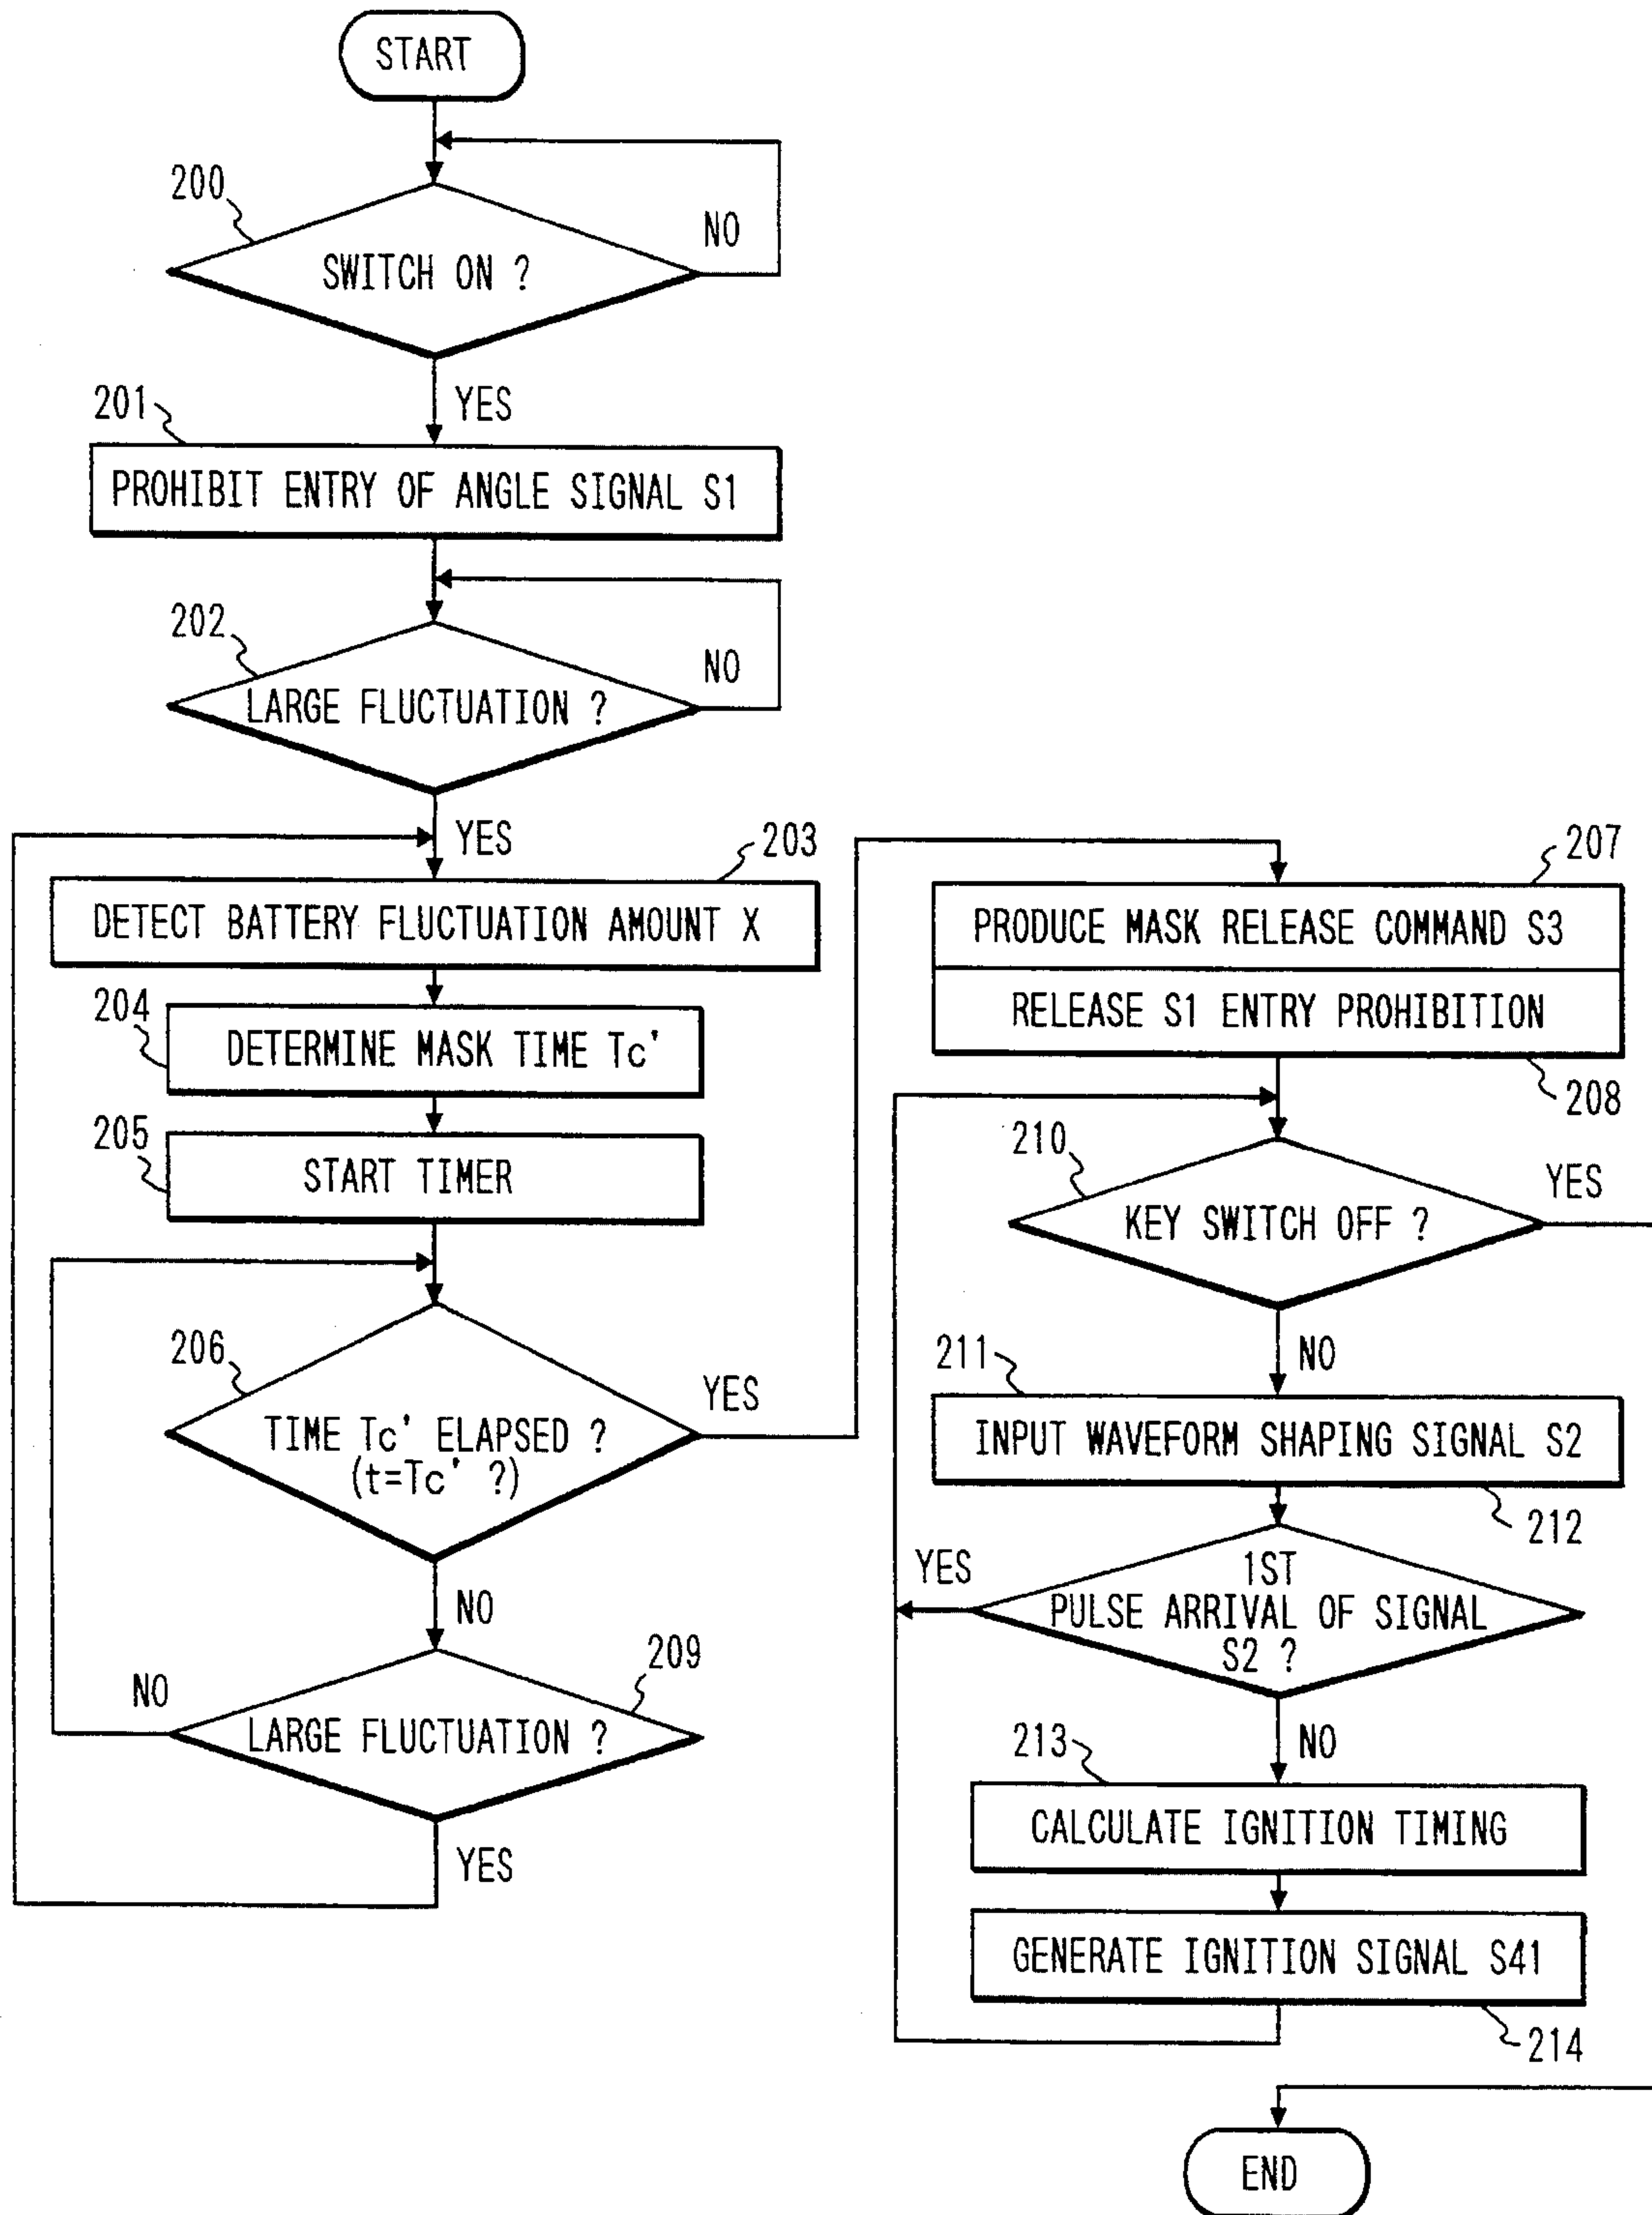 START
200
NO
SWITCH ON ?
201
YES
PROHIBIT ENTRY OF ANGLE SIGNAL S1
202
NO
LARGE FLUCTUATION ?
YES
203
DETECT BATTERY FLUCTUATION AMOUNT X
204
DETERMINE MASK TIME Tc'
205
START TIMER
206
YES
TIME Tc' ELAPSED ?
(t=Tc' ?)
NO
209
NO
LARGE FLUCTUATION ?
YES
207
PRODUCE MASK RELEASE COMMAND S3
RELEASE S1 ENTRY PROHIBITION
208
210
YES
KEY SWITCH OFF ?
211
NO
INPUT WAVEFORM SHAPING SIGNAL S2
212
YES
1ST
PULSE ARRIVAL OF SIGNAL
S2 ?
213
NO
CALCULATE IGNITION TIMING
GENERATE IGNITION SIGNAL S41
214
END